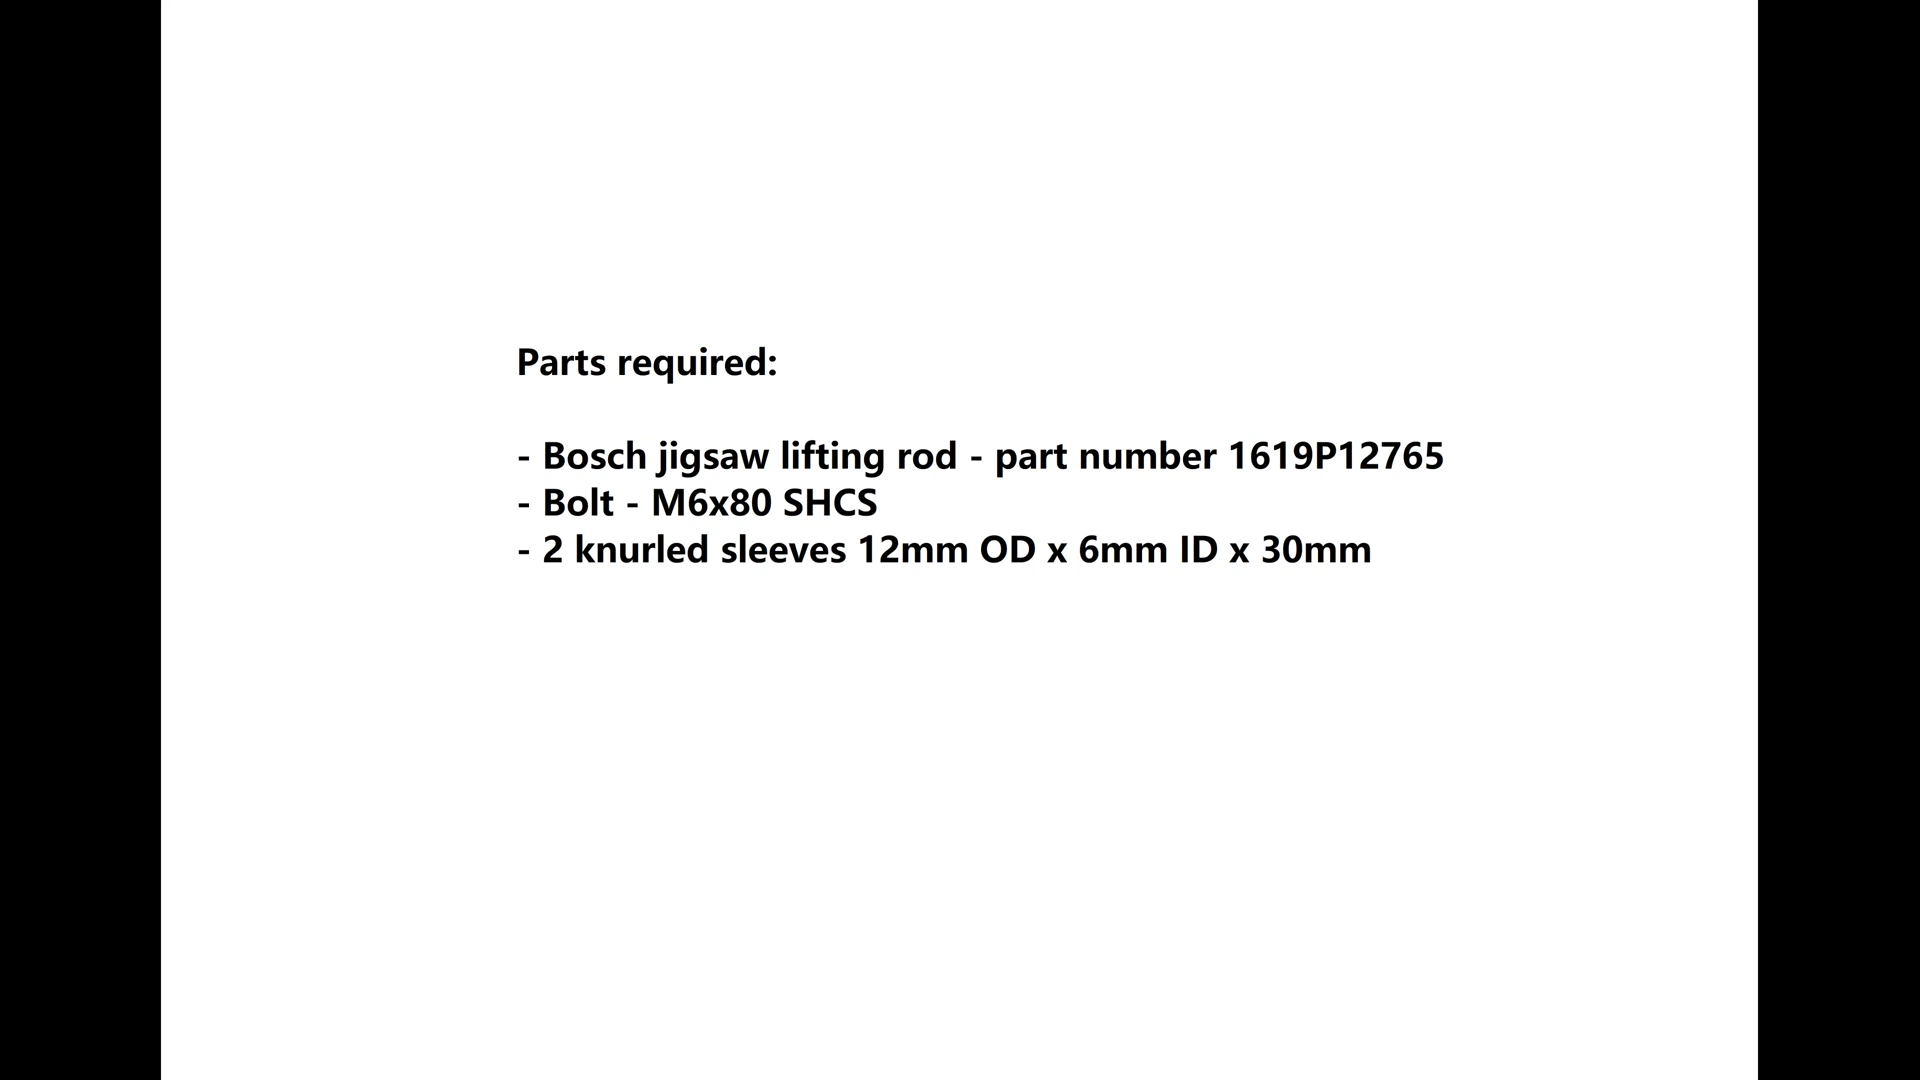 Parts required:
- Bosch jigsaw lifting rod - part number 1619P12765
- Bolt - M6x80 SHCS
- 2 knurled sleeves 12mm OD x 6mm ID x 30mm